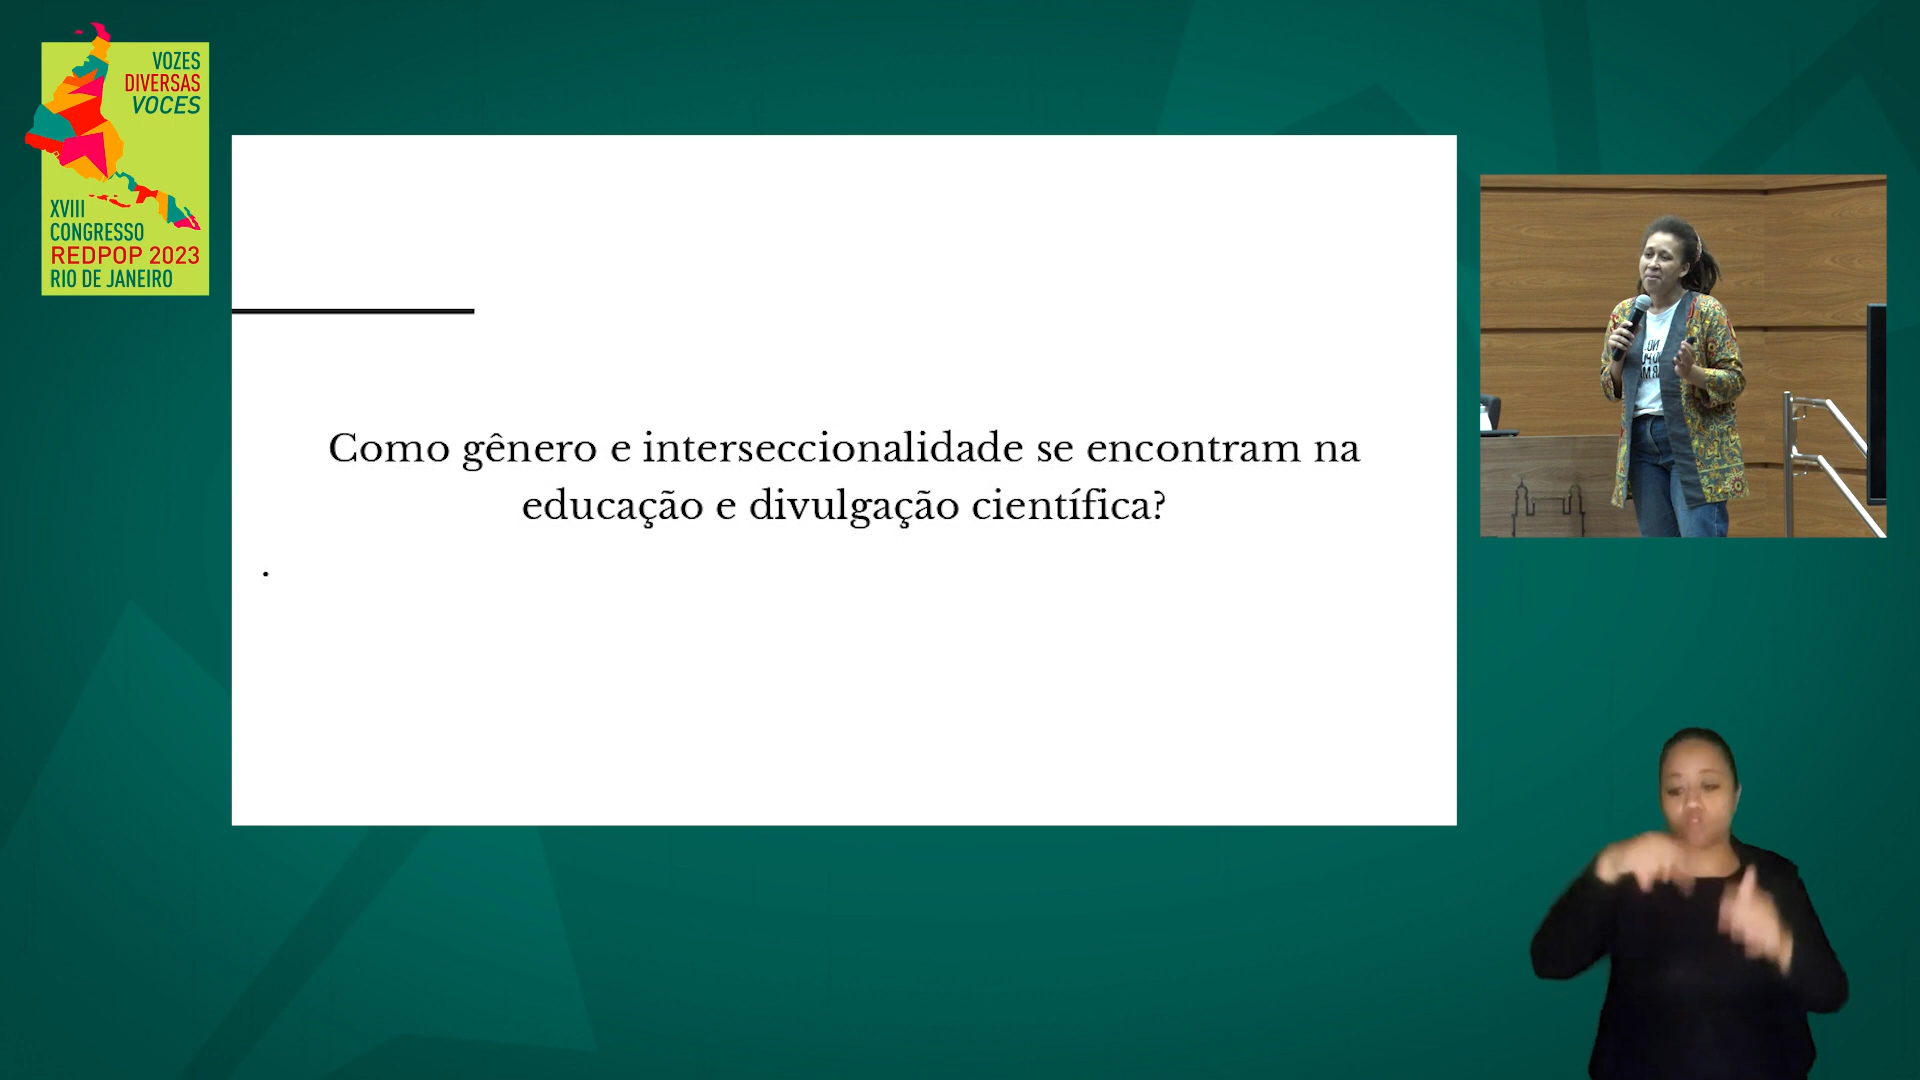 VOZES
DIVERSAS
VOCES
XVIII
CONGRESSO
REDPOP 2023
RIO DE JANEIRO
Como gênero e interseccionalidade se encontram na
educação e divulgação científica?
.